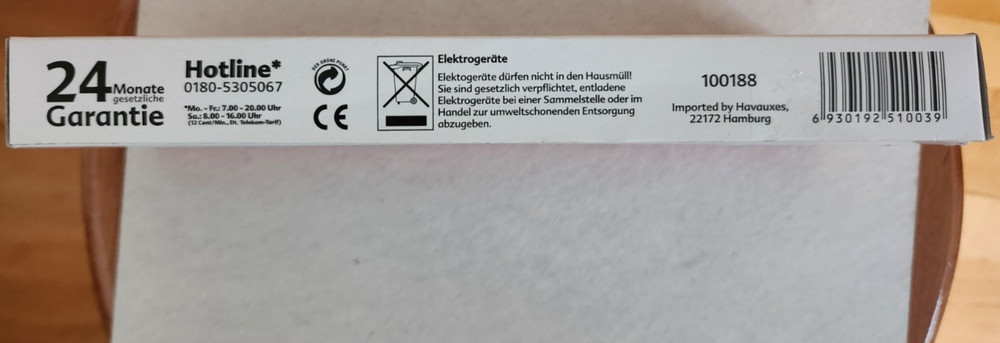 24 Monate
gesetzliche
Garantie
Hotline*
0180-5305067
*Mo. - Fr.: 7.00 - 20.00 Uhr
Sa.: 8.00 - 16.00 Uhr
(12 Cent/Min., Dt. Telekom-Tarif)
DER GRÜNE PUNKT
CE
Elektrogeräte
Elektogeräte dürfen nicht in den Hausmüll!
Sie sind gesetzlich verpflichtet, entladene
Elektrogeräte bei einer Sammelstelle oder im
Handel zur umweltschonenden Entsorgung
abzugeben.
100188
Imported by Havauxes,
22172 Hamburg
6 930192 510039